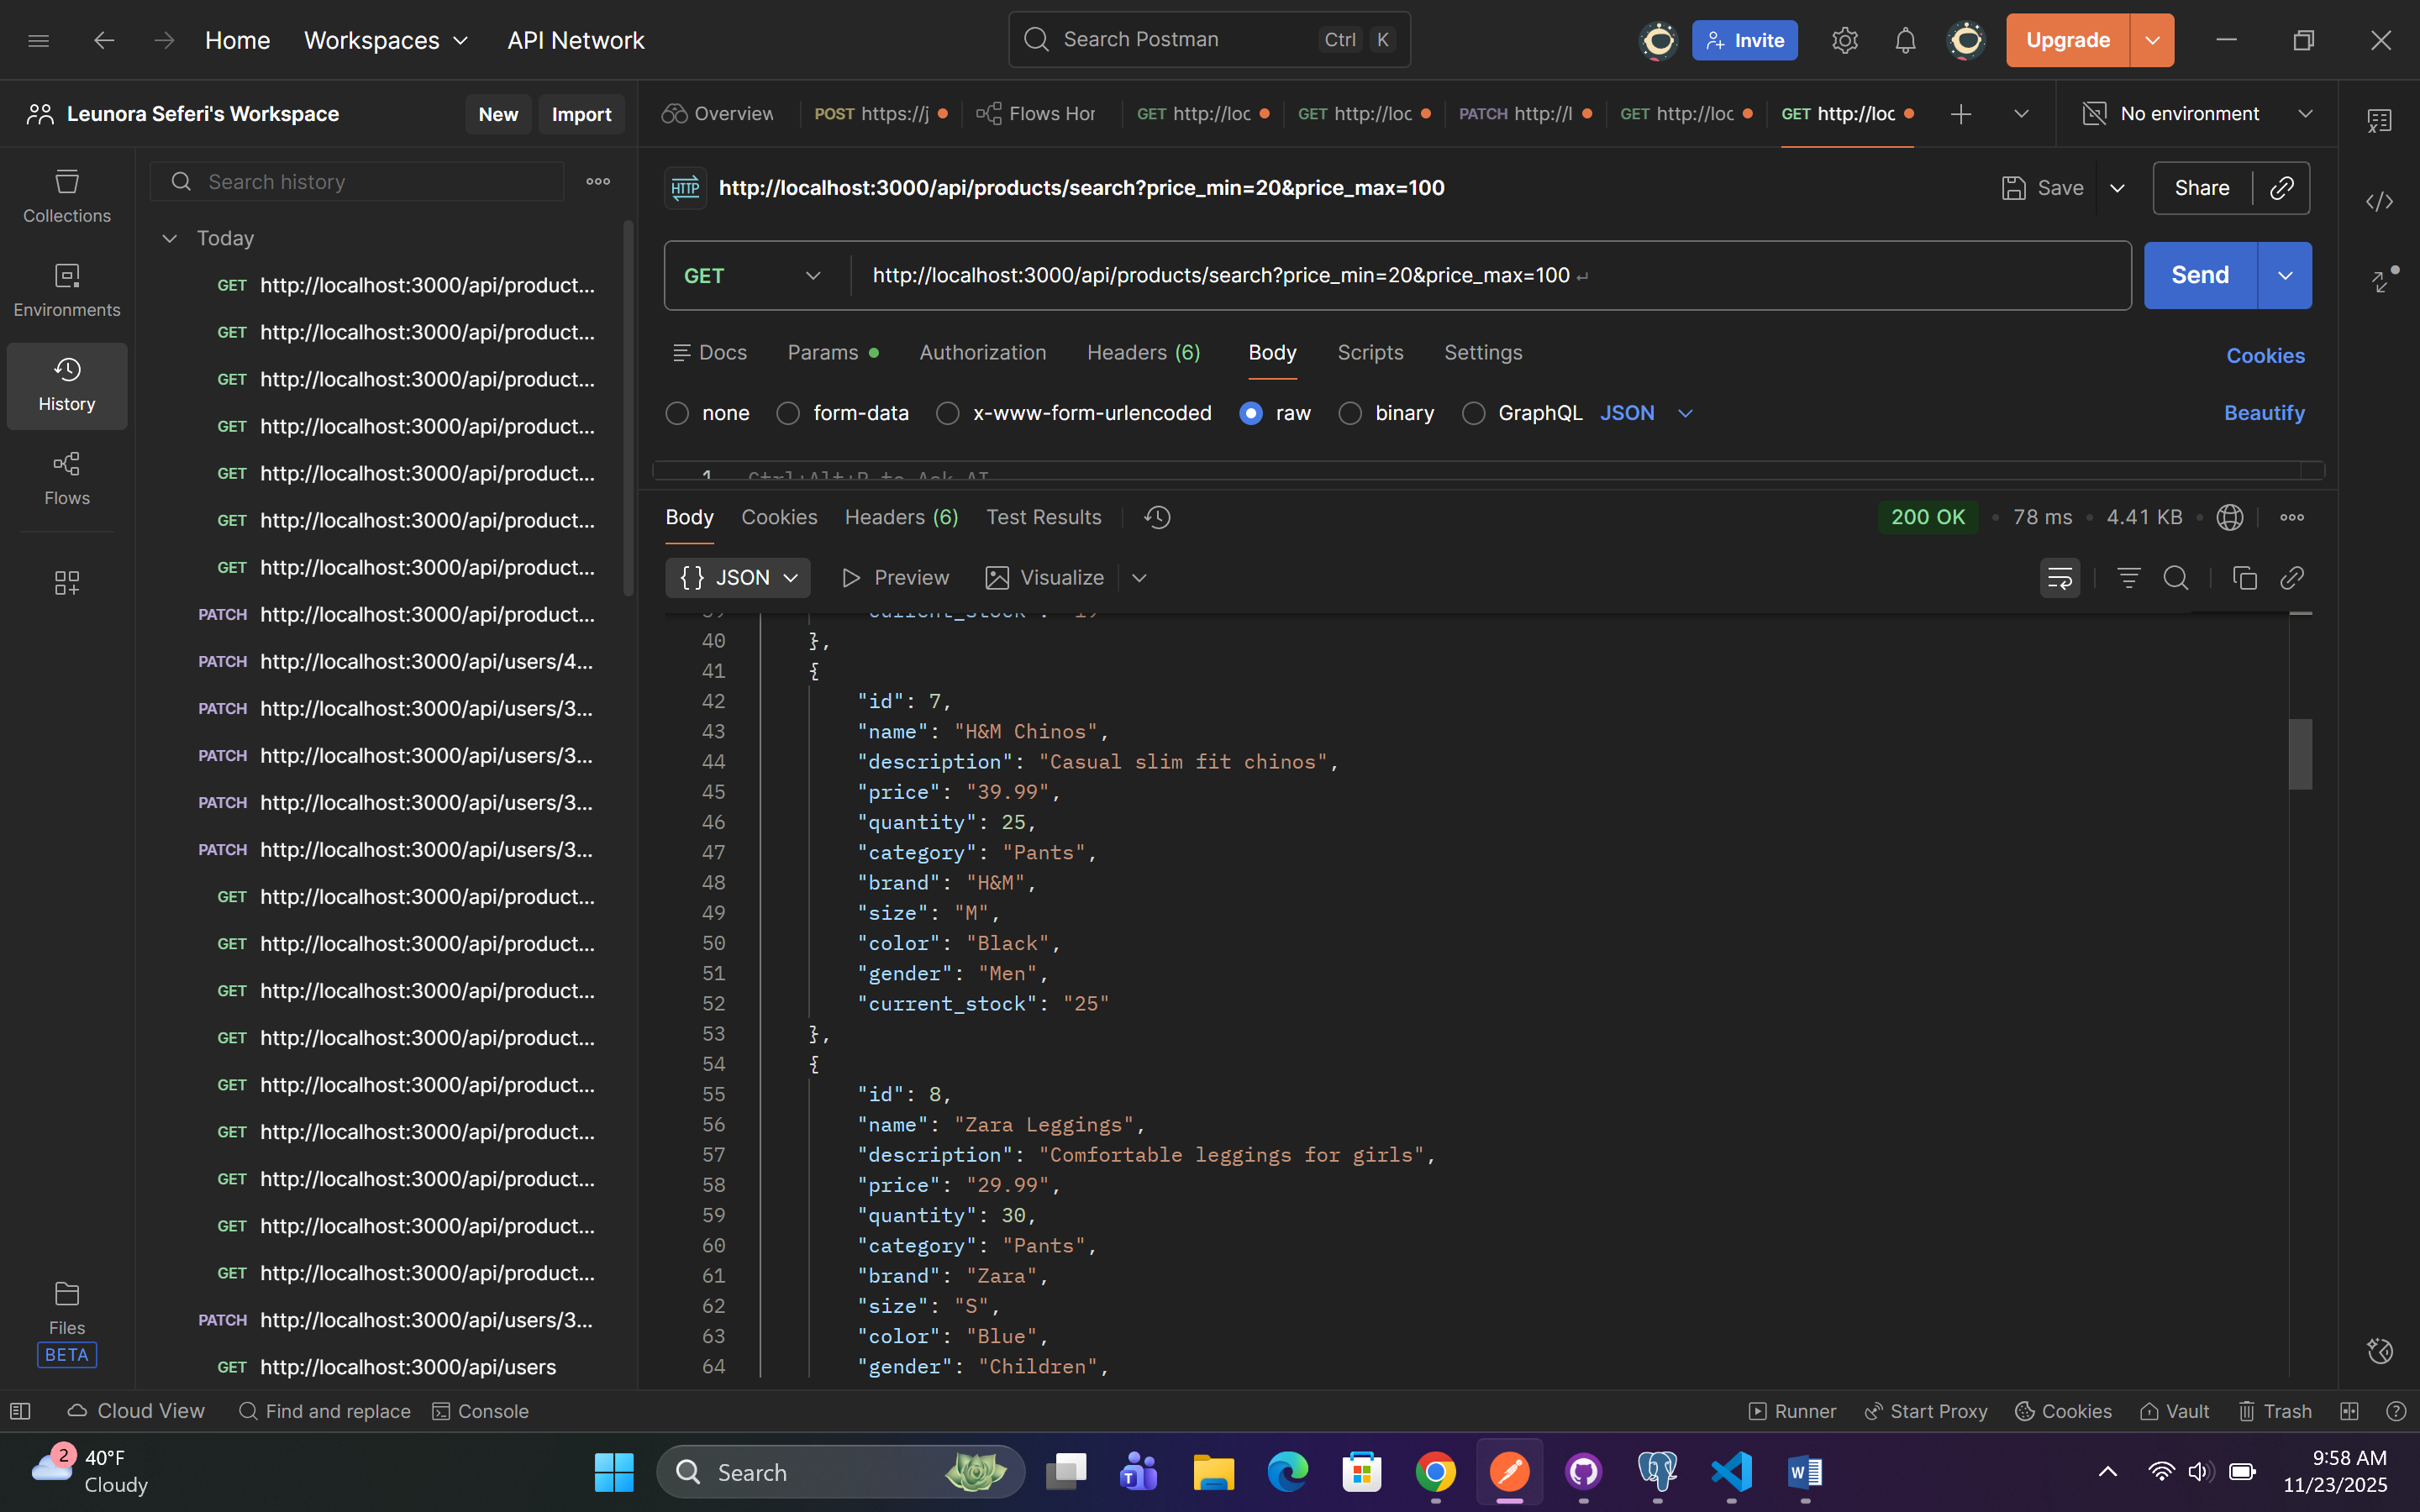 Home Workspaces API Network Search Postman Ctrl K Invite Upgrade
Leunora Seferi's Workspace New Import Overview POST https://j Flows Hor GET http://loc GET http://loc PATCH http://l GET http://loc GET http://loc No environment
Collections
Environments
History
Flows
Files
BETA
Search history
Today
GET http://localhost:3000/api/product...
GET http://localhost:3000/api/product...
GET http://localhost:3000/api/product...
GET http://localhost:3000/api/product...
GET http://localhost:3000/api/product...
GET http://localhost:3000/api/product...
GET http://localhost:3000/api/product...
PATCH http://localhost:3000/api/product...
PATCH http://localhost:3000/api/users/4...
PATCH http://localhost:3000/api/users/3...
PATCH http://localhost:3000/api/users/3...
PATCH http://localhost:3000/api/users/3...
PATCH http://localhost:3000/api/users/3...
GET http://localhost:3000/api/product...
GET http://localhost:3000/api/product...
GET http://localhost:3000/api/product...
GET http://localhost:3000/api/product...
GET http://localhost:3000/api/product...
GET http://localhost:3000/api/product...
GET http://localhost:3000/api/product...
GET http://localhost:3000/api/product...
GET http://localhost:3000/api/product...
PATCH http://localhost:3000/api/users/3...
GET http://localhost:3000/api/users
HTTP http://localhost:3000/api/products/search?price_min=20&price_max=100 Save Share
GET http://localhost:3000/api/products/search?price_min=20&price_max=100 Send
Docs Params Authorization Headers (6) Body Scripts Settings Cookies
none form-data x-www-form-urlencoded raw binary GraphQL JSON Beautify
1 Ctrl+Alt+P to Ask AI
Body Cookies Headers (6) Test Results 200 OK 78 ms 4.41 KB
{} JSON Preview Visualize
39 "current_stock": "19"
40 },
41 {
42 "id": 7,
43 "name": "H&M Chinos",
44 "description": "Casual slim fit chinos",
45 "price": "39.99",
46 "quantity": 25,
47 "category": "Pants",
48 "brand": "H&M",
49 "size": "M",
50 "color": "Black",
51 "gender": "Men",
52 "current_stock": "25"
53 },
54 {
55 "id": 8,
56 "name": "Zara Leggings",
57 "description": "Comfortable leggings for girls",
58 "price": "29.99",
59 "quantity": 30,
60 "category": "Pants",
61 "brand": "Zara",
62 "size": "S",
63 "color": "Blue",
64 "gender": "Children",
Cloud View Find and replace Console Runner Start Proxy Cookies Vault Trash
2 40°F
Cloudy
Search
9:58 AM
11/23/2025